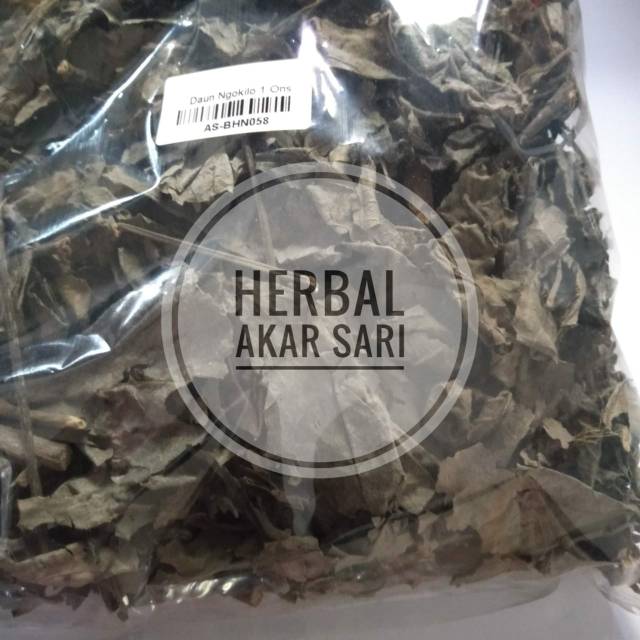 Daun Ngokilo 1 Ons
AS-BHN058
HERBAL
AKAR SARI